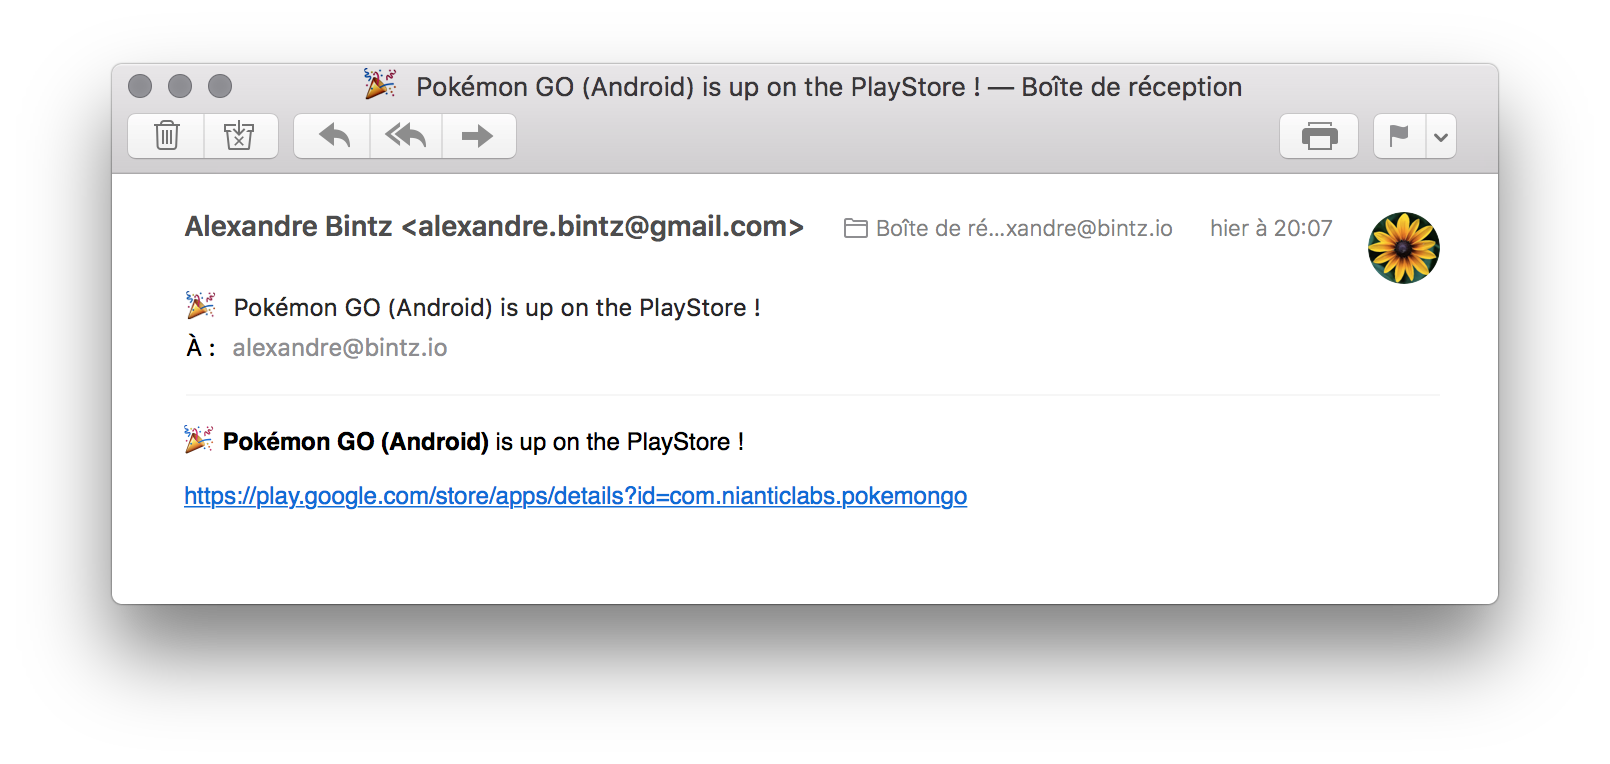 🎉 Pokémon GO (Android) is up on the PlayStore ! — Boîte de réception
Alexandre Bintz <alexandre.bintz@gmail.com> Boîte de ré...xandre@bintz.io hier à 20:07
🎉 Pokémon GO (Android) is up on the PlayStore !
À : alexandre@bintz.io
🎉 Pokémon GO (Android) is up on the PlayStore !
https://play.google.com/store/apps/details?id=com.nianticlabs.pokemongo